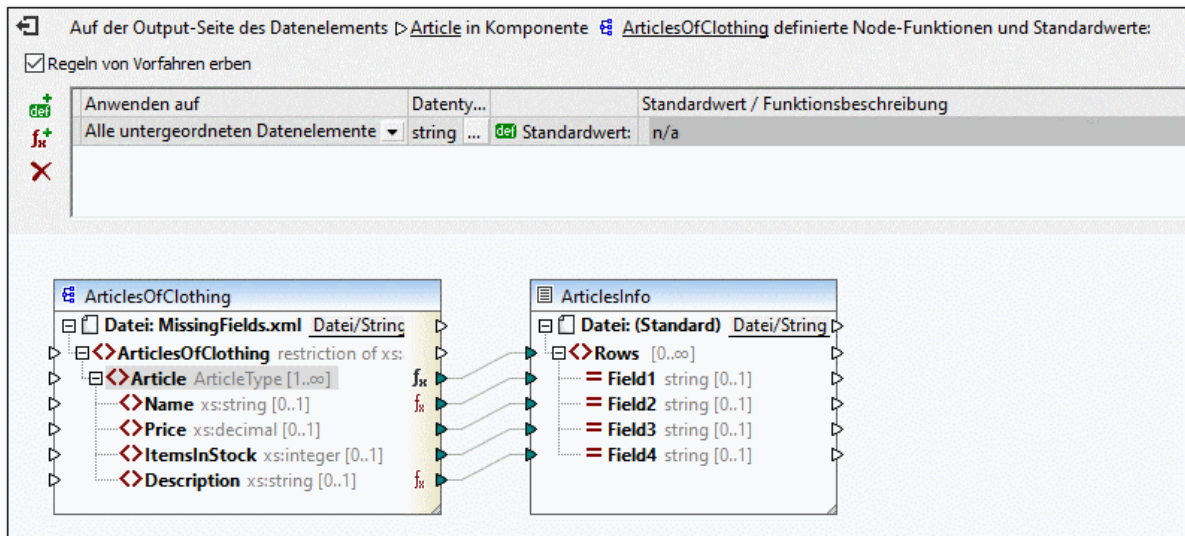 Auf der Output-Seite des Datenelements Article in Komponente ArticlesOfClothing definierte Node-Funktionen und Standardwerte:
Regeln von Vorfahren erben
Anwenden auf Datenty... Standardwert / Funktionsbeschreibung
Alle untergeordneten Datenelemente string ... def Standardwert: n/a
ArticlesOfClothing ArticlesInfo
Datei: MissingFields.xml Datei/String Datei: (Standard) Datei/String
ArticlesOfClothing restriction of xs: Rows [0..∞]
Article ArticleType [1..∞] fx Field1 string [0..1]
Name xs:string [0..1] fx Field2 string [0..1]
Price xs:decimal [0..1] Field3 string [0..1]
ItemsInStock xs:integer [0..1] Field4 string [0..1]
Description xs:string [0..1] fx